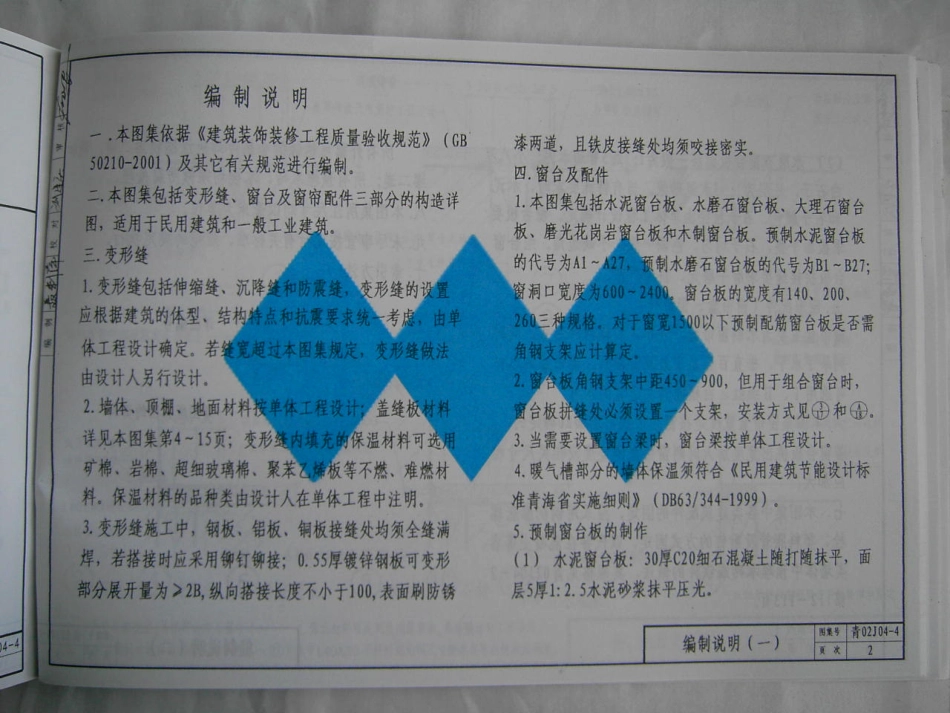 编制说明
一.本图集依据《建筑装饰装修工程质量验收规范》(GB
50210-2001)及其它有关规范进行编制。
二.本图集包括变形缝、窗台及窗帘配件三部分的构造详
图,适用于民用建筑和一般工业建筑。
三.变形缝
1.变形缝包括伸缩缝、沉降缝和防震缝,变形缝的设置
应根据建筑的体型、结构特点和抗震要求统一考虑,由单
体工程设计确定。若缝宽超过本图集规定,变形缝做法
由设计人另行设计。
2.墙体、顶棚、地面材料按单体工程设计;盖缝板材料
详见本图集第4~15页;变形缝内填充的保温材料可选用
矿棉、岩棉、超细玻璃棉、聚苯乙烯板等不燃、难燃材
料。保温材料的品种类由设计人在单体工程中注明。
3.变形缝施工中,钢板、铝板、铜板接缝处均须全缝满
焊,若搭接时应采用铆钉铆接;0.55厚镀锌钢板可变形
部分展开量为≥2B,纵向搭接长度不小于100,表面刷防锈
漆两道,且铁皮接缝处均须咬接密实。
四.窗台及配件
1.本图集包括水泥窗台板、水磨石窗台板、大理石窗台
板、磨光花岗岩窗台板和木制窗台板。预制水泥窗台板
的代号为A1~A27,预制水磨石窗台板的代号为B1~B27;
窗洞口宽度为600~2400。窗台板的宽度有140、200、
260三种规格。对于窗宽1500以下预制配筋窗台板是否需
角钢支架应计算定。
2.窗台板角钢支架中距450~900,但用于组合窗台时,
窗台板拼缝处必须设置一个支架,安装方式见和。
3.当需要设置窗台梁时,窗台梁按单体工程设计。
4.暖气槽部分的墙体保温须符合《民用建筑节能设计标
准青海省实施细则》(DB63/344-1999)。
5.预制窗台板的制作
(1) 水泥窗台板:30厚C20细石混凝土随打随抹平,面
层5厚1:2.5水泥砂浆抹平压光。
编制说明(一)
图集号 青02J04-4
页次 2
04-4
审核
校对
编制